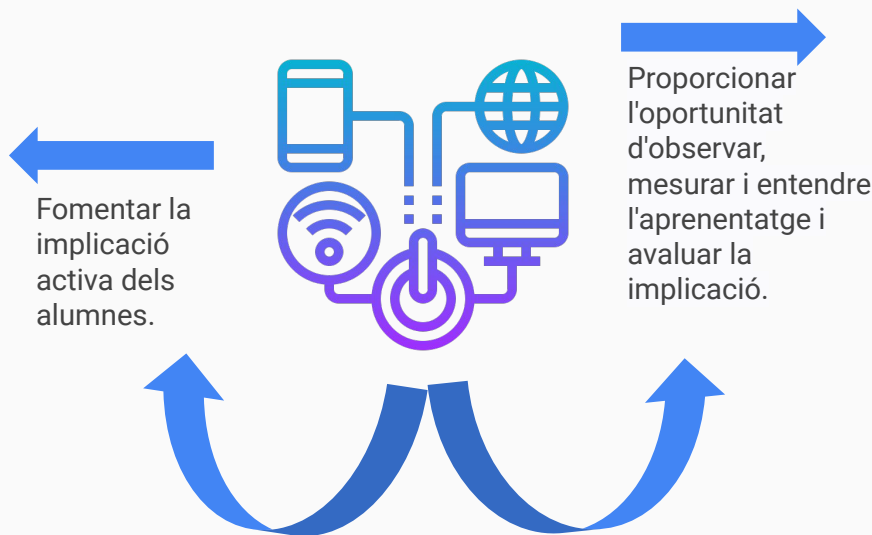 Fomentar la
implicació
activa dels
alumnes.
Proporcionar
l'oportunitat
d'observar,
mesurar i entendre
l'aprenentatge i
avaluar la
implicació.